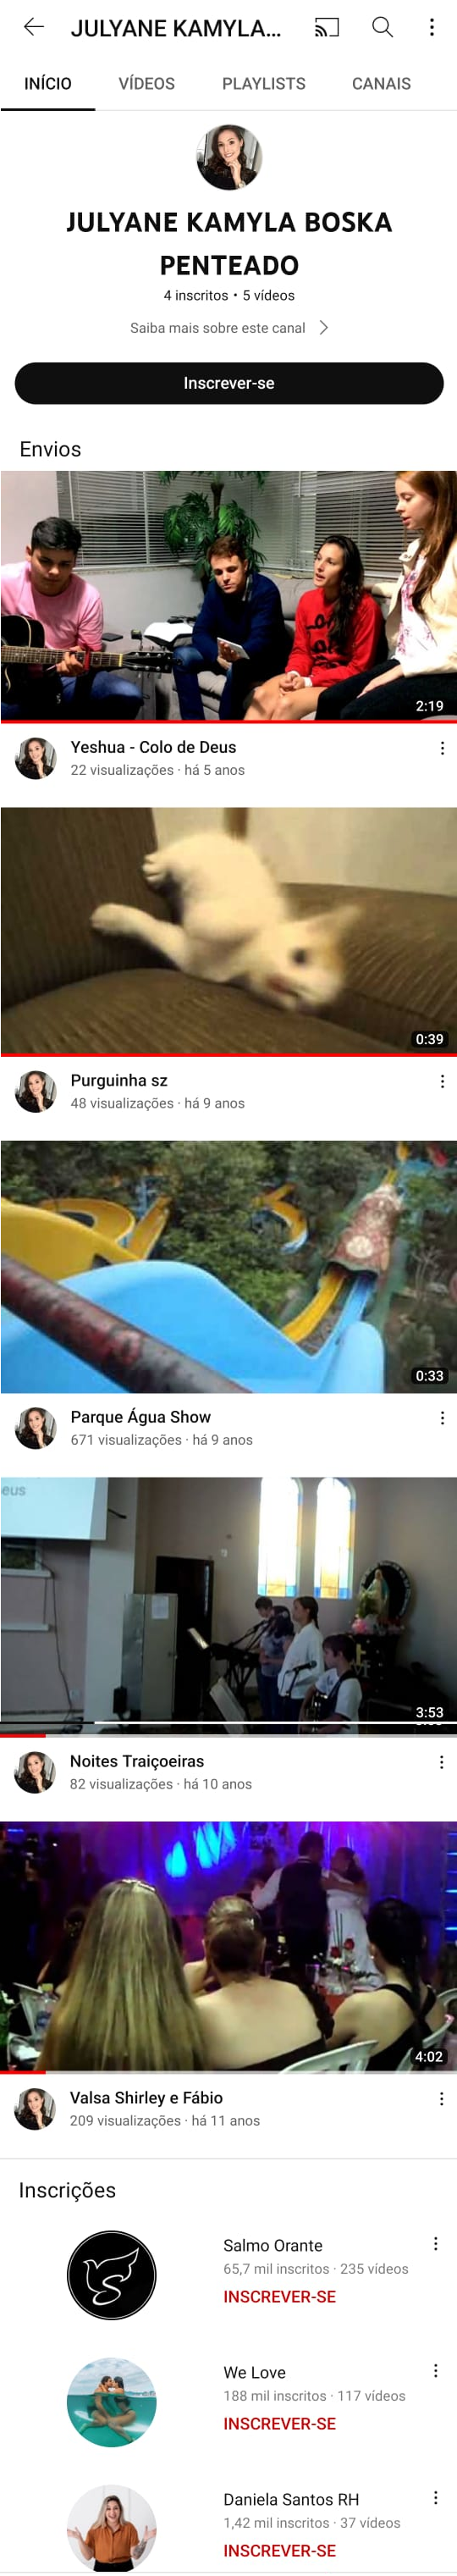 JULYANE KAMYLA...
INÍCIO VÍDEOS PLAYLISTS CANAIS
JULYANE KAMYLA BOSKA
PENTEADO
4 inscritos • 5 vídeos
Saiba mais sobre este canal
Inscrever-se
Envios
2:19
Yeshua - Colo de Deus
22 visualizações · há 5 anos
0:39
Purguinha sz
48 visualizações · há 9 anos
0:33
Parque Água Show
671 visualizações · há 9 anos
eus
3:53
Noites Traiçoeiras
82 visualizações · há 10 anos
4:02
Valsa Shirley e Fábio
209 visualizações · há 11 anos
Inscrições
Salmo Orante
65,7 mil inscritos · 235 vídeos
INSCREVER-SE
We Love
188 mil inscritos · 117 vídeos
INSCREVER-SE
Daniela Santos RH
1,42 mil inscritos · 37 vídeos
INSCREVER-SE